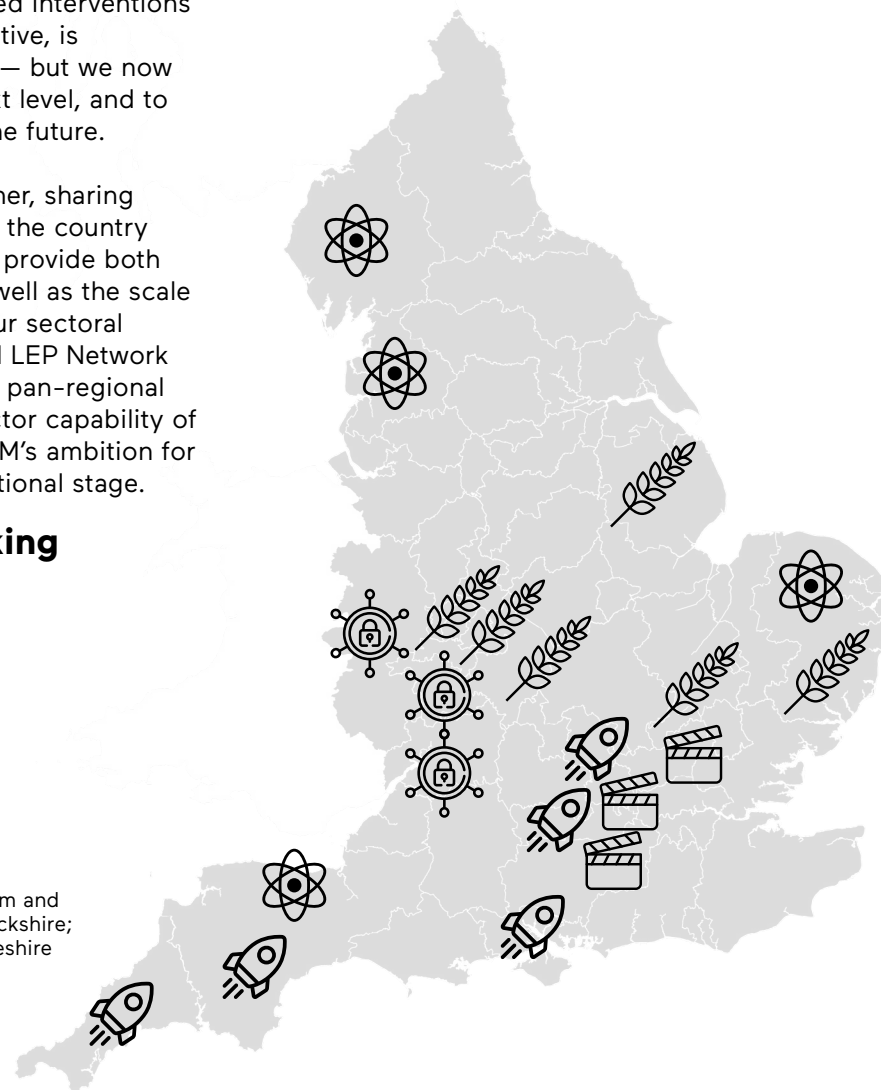 ed interventions
tive, is
— but we now
t level, and to
he future.
her, sharing
the country
provide both
well as the scale
ur sectoral
LEP Network
pan-regional
tor capability of
M's ambition for
tional stage.
king
m and
ckshire;
eshire